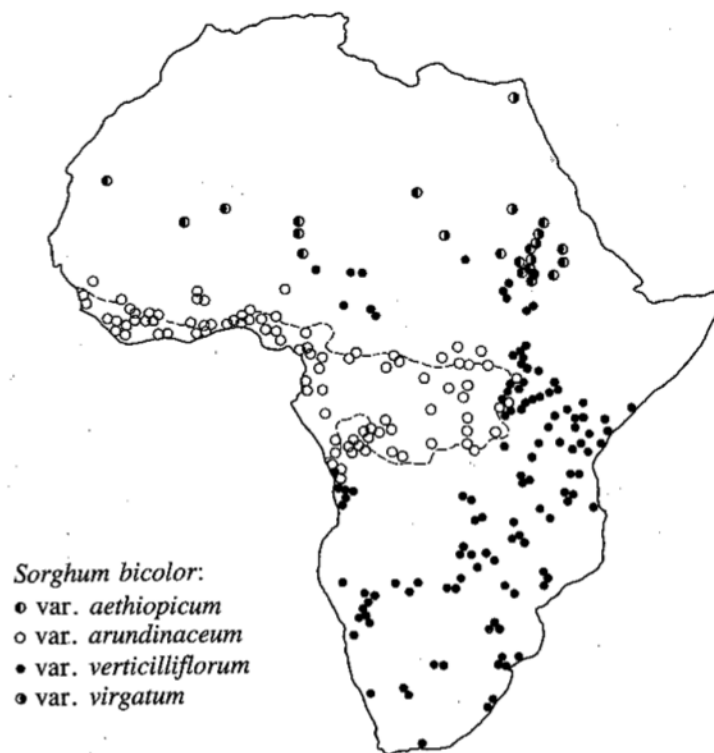 Sorghum bicolor:
var. aethiopicum
var. arundinaceum
var. verticilliflorum
var. virgatum